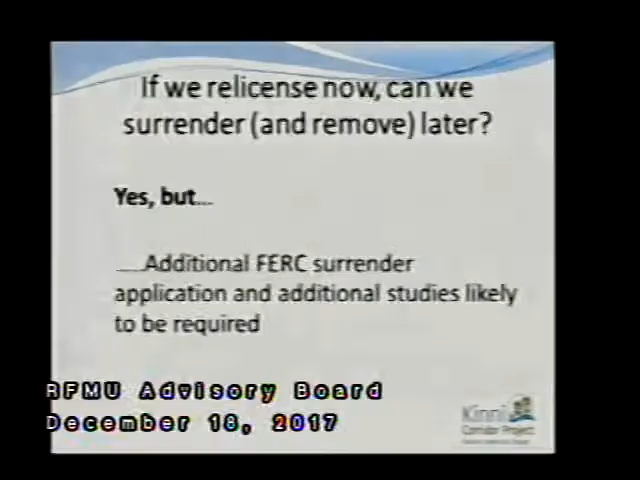 If we relicense now, can we
surrender (and remove) later?
Yes, but....
.....Additional FERC surrender
application and additional studies likely
to be required
RFMU Advisory Board
December 18, 2017
Kinni
Corridor Project